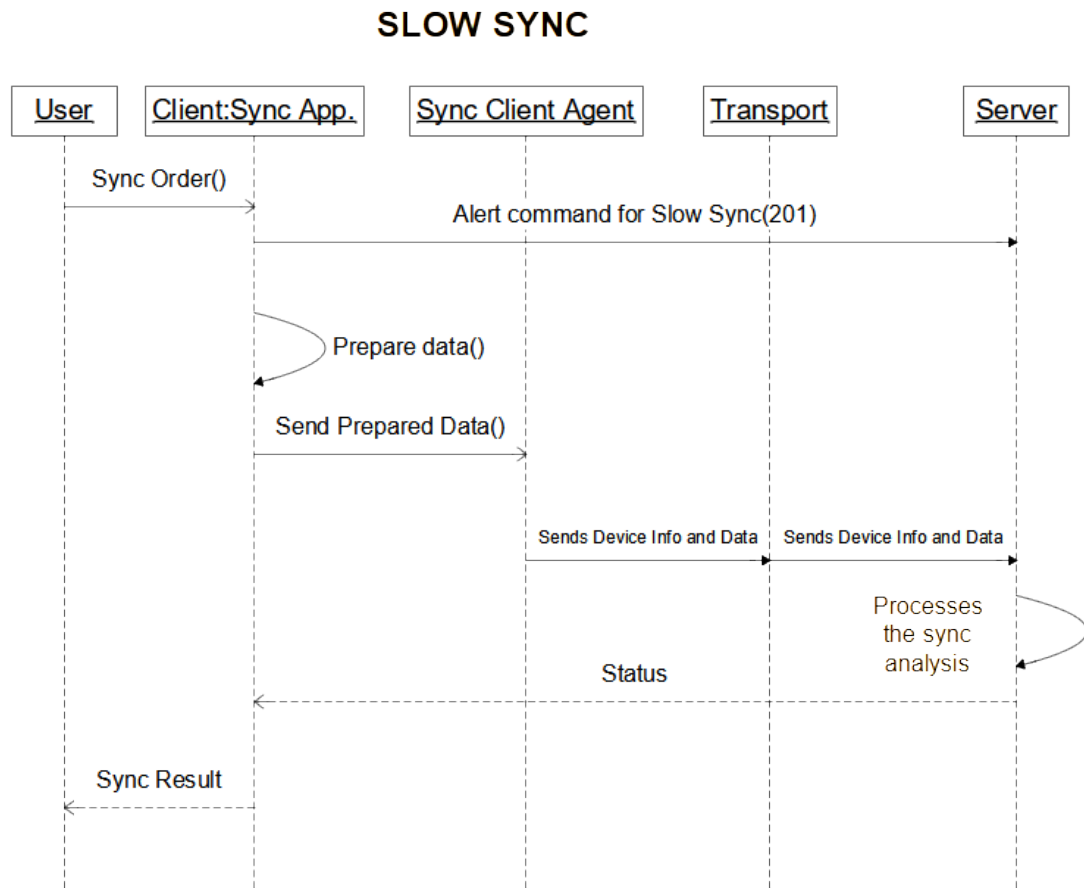 SLOW SYNC
User
Client:Sync App.
Sync Client Agent
Transport
Server
Sync Order()
Alert command for Slow Sync(201)
Prepare data()
Send Prepared Data()
Sends Device Info and Data
Sends Device Info and Data
Processes
the sync
analysis
Status
Sync Result